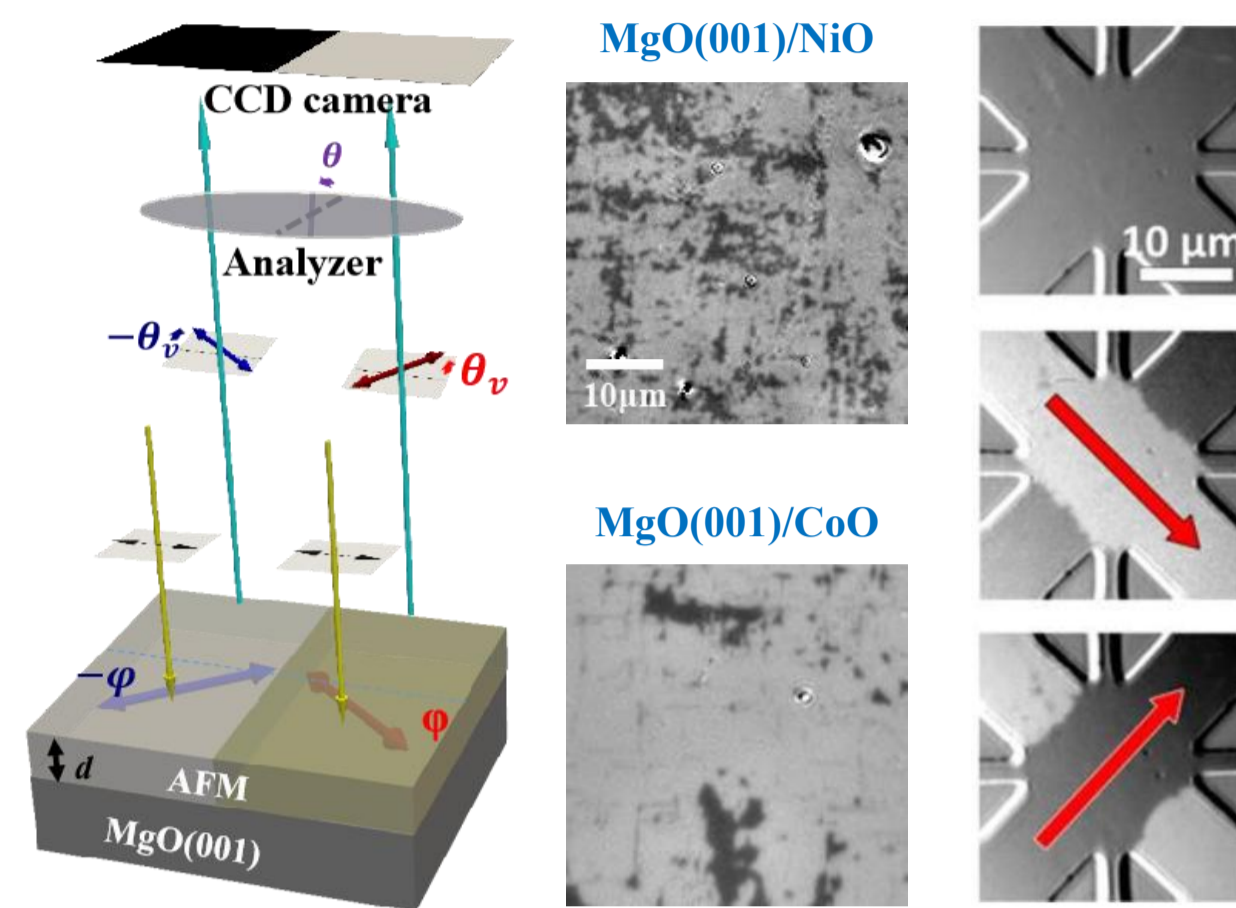 CCD camera
θ
Analyzer
−θᵥ
θᵥ
−φ
φ
d
AFM
MgO(001)
MgO(001)/NiO
10μm
MgO(001)/CoO
10 μm